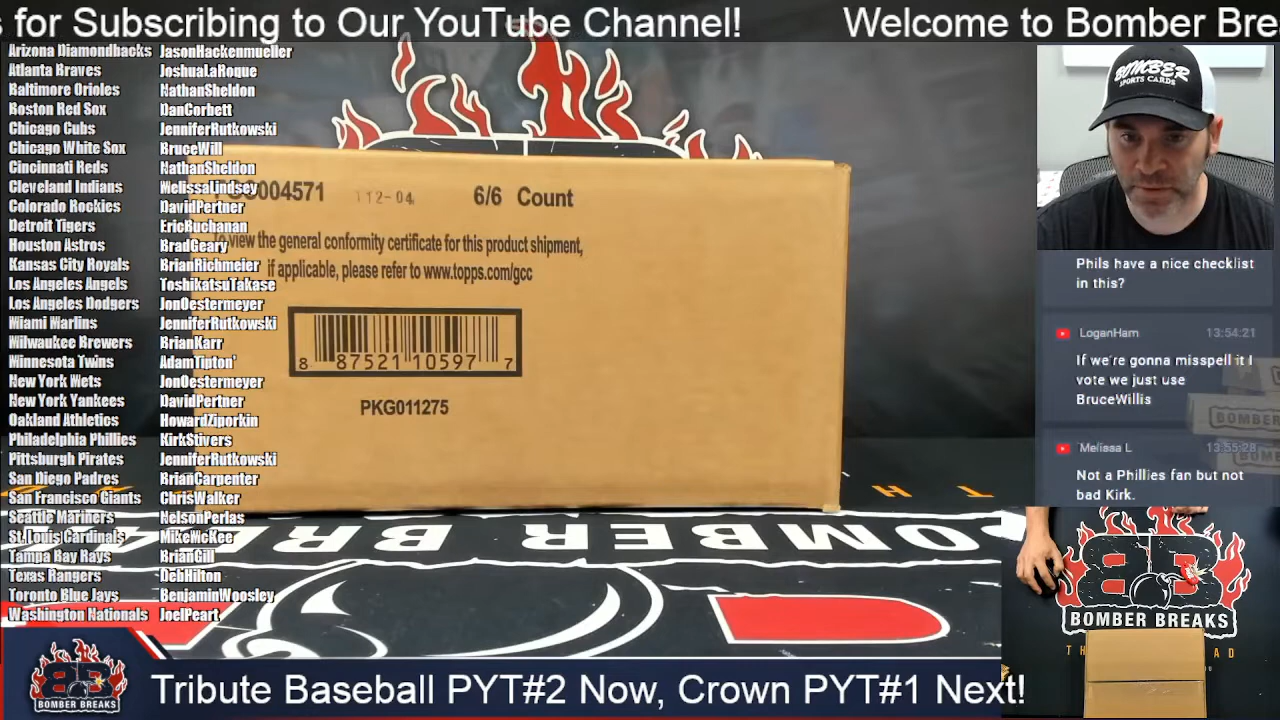 s for Subscribing to Our YouTube Channel! Welcome to Bomber Bre
Arizona Diamondbacks JasonHackenmueller
Atlanta Braves JoshuaLaRoque
Baltimore Orioles NathanSheldon
Boston Red Sox DanCorbett
Chicago Cubs JenniferRutkowski
Chicago White Sox BruceWill
Cincinnati Reds NathanSheldon
Cleveland Indians MelissaLindsey
Colorado Rockies DavidPertner
Detroit Tigers EricBuchanan
Houston Astros BradGeary
Kansas City Royals BrianRichmeier
Los Angeles Angels ToshikatsuTakase
Los Angeles Dodgers JonOestermeyer
Miami Marlins JenniferRutkowski
Milwaukee Brewers BrianKarr
Minnesota Twins AdamTipton'
New York Mets JonOestermeyer
New York Yankees DavidPertner
Oakland Athletics HowardZiporkin
Philadelphia Phillies KirkStivers
Pittsburgh Pirates JenniferRutkowski
San Diego Padres BrianCarpenter
San Francisco Giants ChrisWalker
Seattle Mariners NelsonPerlas
St. Louis Cardinals MikeMcKee
Tampa Bay Rays BrianGill
Texas Rangers DebHilton
Toronto Blue Jays BenjaminWoosley
Washington Nationals JoelPeart
004571 112-04 6/6 Count
view the general conformity certificate for this product shipment,
if applicable, please refer to www.topps.com/gcc
8 87521 10597 7
PKG011275
BOMBER
SPORTS CARDS
Phils have a nice checklist
in this?
LoganHam 13:54:21
If we're gonna misspell it I
vote we just use
BruceWillis
Melissa L 13:55:28
Not a Phillies fan but not
bad Kirk.
BOMBER BREAKS
BB
BOMBER BREAKS
BB
BOMBER BREAKS
Tribute Baseball PYT#2 Now, Crown PYT#1 Next!